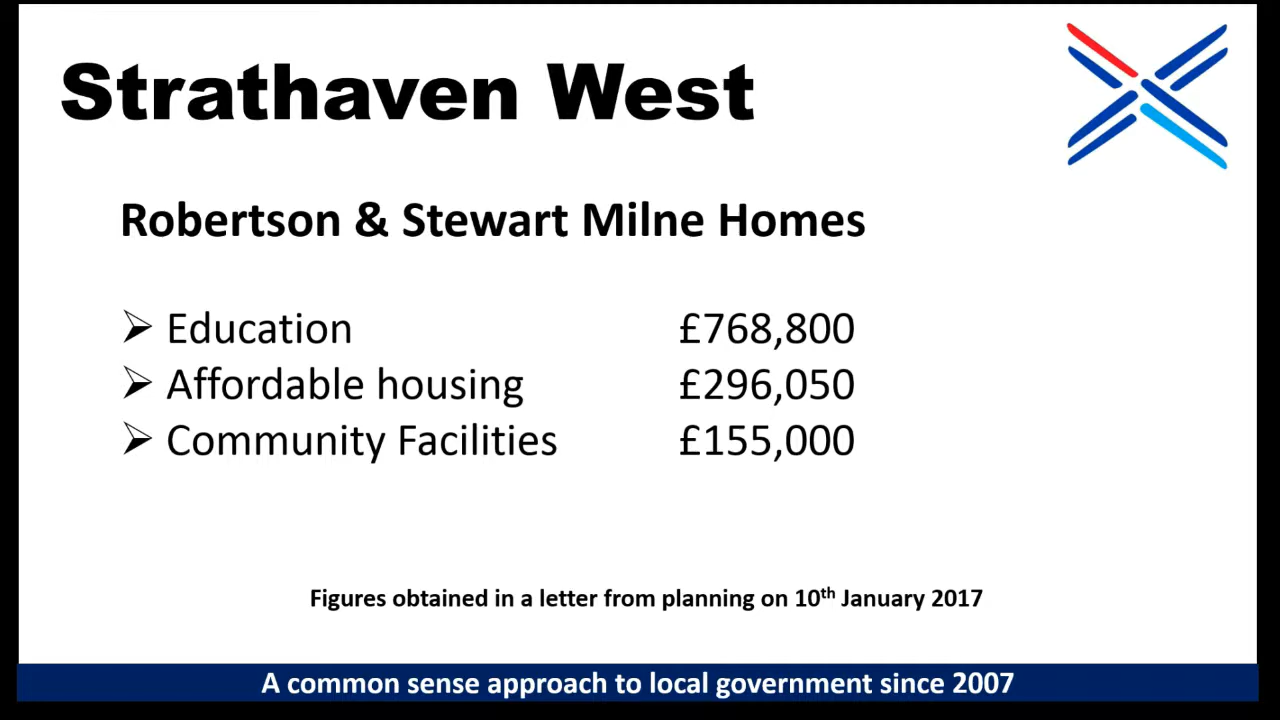 Strathaven West
Robertson & Stewart Milne Homes
➢ Education £768,800
➢ Affordable housing £296,050
➢ Community Facilities £155,000
Figures obtained in a letter from planning on 10th January 2017
A common sense approach to local government since 2007